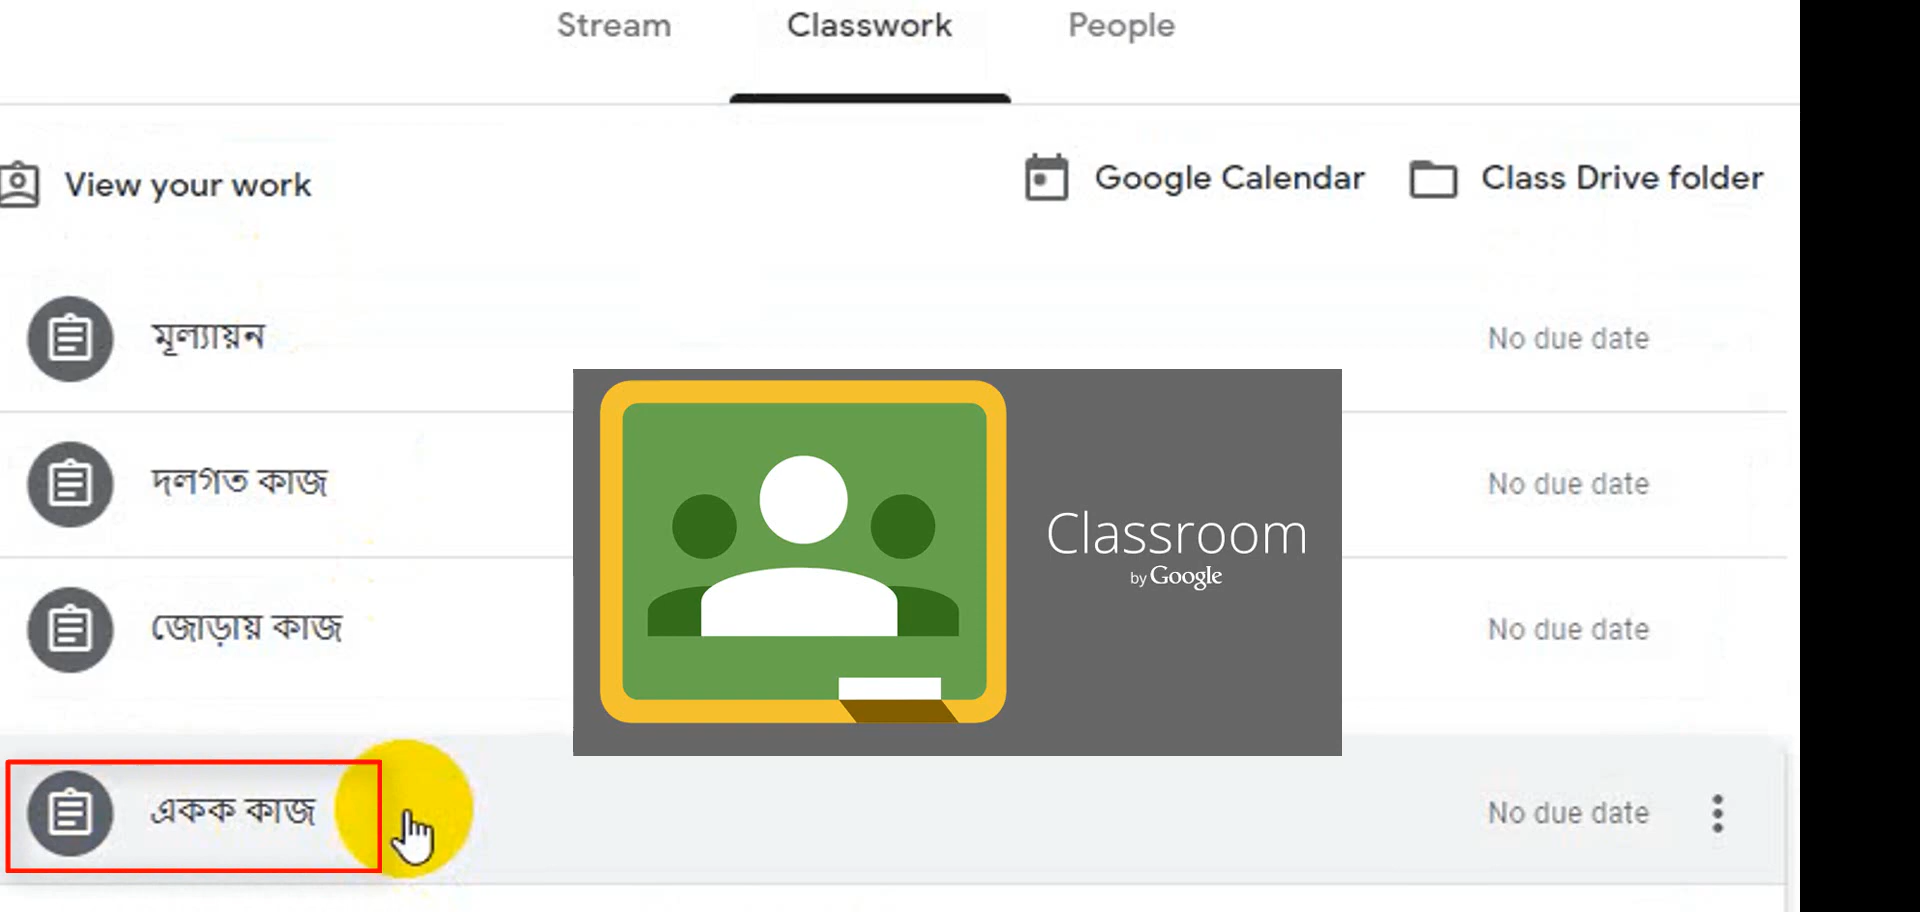 Stream Classwork People
View your work Google Calendar Class Drive folder
মূল্যায়ন No due date
দলগত কাজ No due date
Classroom
by Google
জোড়ায় কাজ No due date
একক কাজ No due date